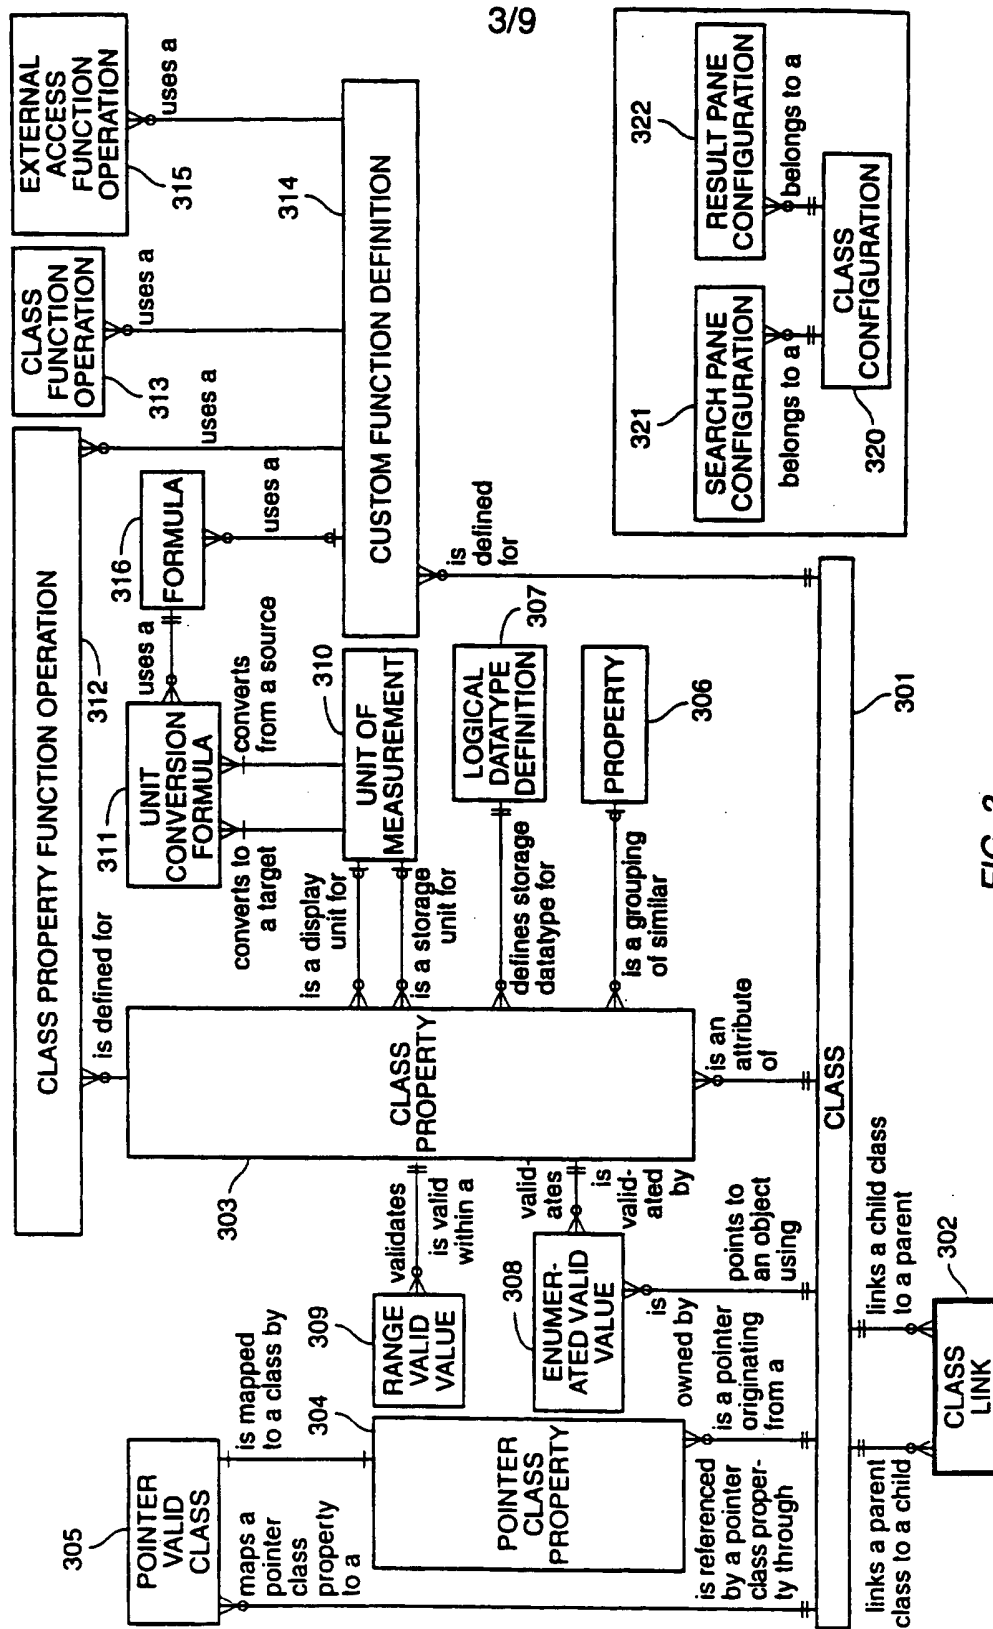 3/9
EXTERNAL
ACCESS
FUNCTION
OPERATION
315
uses a
CLASS
FUNCTION
OPERATION
313
uses a
314
CUSTOM FUNCTION DEFINITION
CLASS PROPERTY FUNCTION OPERATION
312
uses a
316
FORMULA
uses a
uses a
311
UNIT
CONVERSION
FORMULA
converts
from a source
converts to
a target
310
UNIT OF
MEASUREMENT
is a display
unit for
is a storage
unit for
307
LOGICAL
DATATYPE
DEFINITION
defines storage
datatype for
306
PROPERTY
is a grouping
of similar
is defined
for
is defined for
CLASS
PROPERTY
303
is an
attribute
of
validates
is valid
within a
309
RANGE
VALID
VALUE
valid-
ates
is
valid-
ated
by
308
ENUMER-
ATED VALID
VALUE
is
owned by
points to
an object
using
305
POINTER
VALID
CLASS
is mapped
to a class by
maps a
pointer
class
property
to a
304
POINTER
CLASS
PROPERTY
is a pointer
originating
from a
is referenced
by a pointer
class proper-
ty through
301
CLASS
links a child class
to a parent
links a parent
class to a child
302
CLASS
LINK
322
RESULT PANE
CONFIGURATION
belongs to a
321
SEARCH PANE
CONFIGURATION
belongs to a
320
CLASS
CONFIGURATION